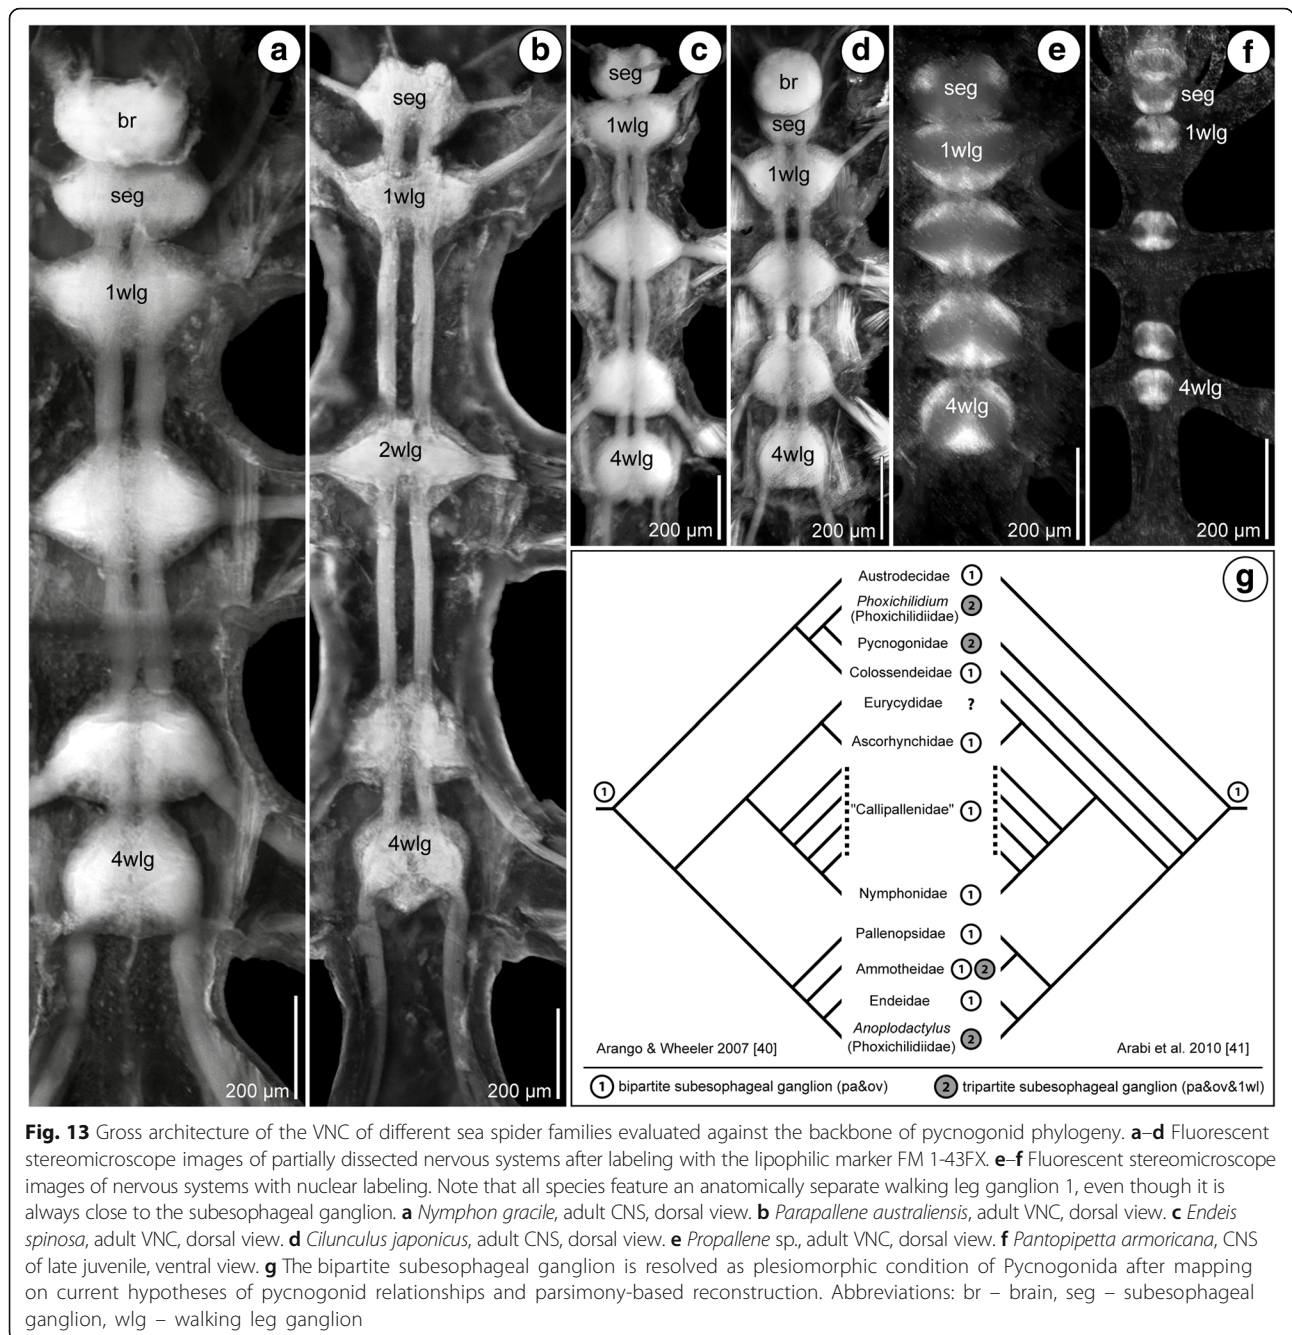 a
br
seg
1wlg
4wlg
200 µm
b
seg
1wlg
2wlg
4wlg
200 µm
c
seg
1wlg
4wlg
200 µm
d
br
seg
1wlg
4wlg
200 µm
e
seg
1wlg
4wlg
200 µm
f
seg
1wlg
4wlg
200 µm
g
Austrodecidae 1
Phoxichilidium 2
(Phoxichilidiidae)
Pycnogonidae 2
Colossendeidae 1
Eurycydidae ?
Ascorhynchidae 1
1 "Callipallenidae" 1 1
Nymphonidae 1
Pallenopsidae 1
Ammotheidae 1 2
Endeidae 1
Anoplodactylus 2
(Phoxichilidiidae)
Arango & Wheeler 2007 [40] Arabi et al. 2010 [41]
1 bipartite subesophageal ganglion (pa&ov) 2 tripartite subesophageal ganglion (pa&ov&1wl)
Fig. 13 Gross architecture of the VNC of different sea spider families evaluated against the backbone of pycnogonid phylogeny. a–d Fluorescent
stereomicroscope images of partially dissected nervous systems after labeling with the lipophilic marker FM 1-43FX. e–f Fluorescent stereomicroscope
images of nervous systems with nuclear labeling. Note that all species feature an anatomically separate walking leg ganglion 1, even though it is
always close to the subesophageal ganglion. a Nymphon gracile, adult CNS, dorsal view. b Parapallene australiensis, adult VNC, dorsal view. c Endeis
spinosa, adult VNC, dorsal view. d Cilunculus japonicus, adult CNS, dorsal view. e Propallene sp., adult VNC, dorsal view. f Pantopipetta armoricana, CNS
of late juvenile, ventral view. g The bipartite subesophageal ganglion is resolved as plesiomorphic condition of Pycnogonida after mapping
on current hypotheses of pycnogonid relationships and parsimony-based reconstruction. Abbreviations: br – brain, seg – subesophageal
ganglion, wlg – walking leg ganglion